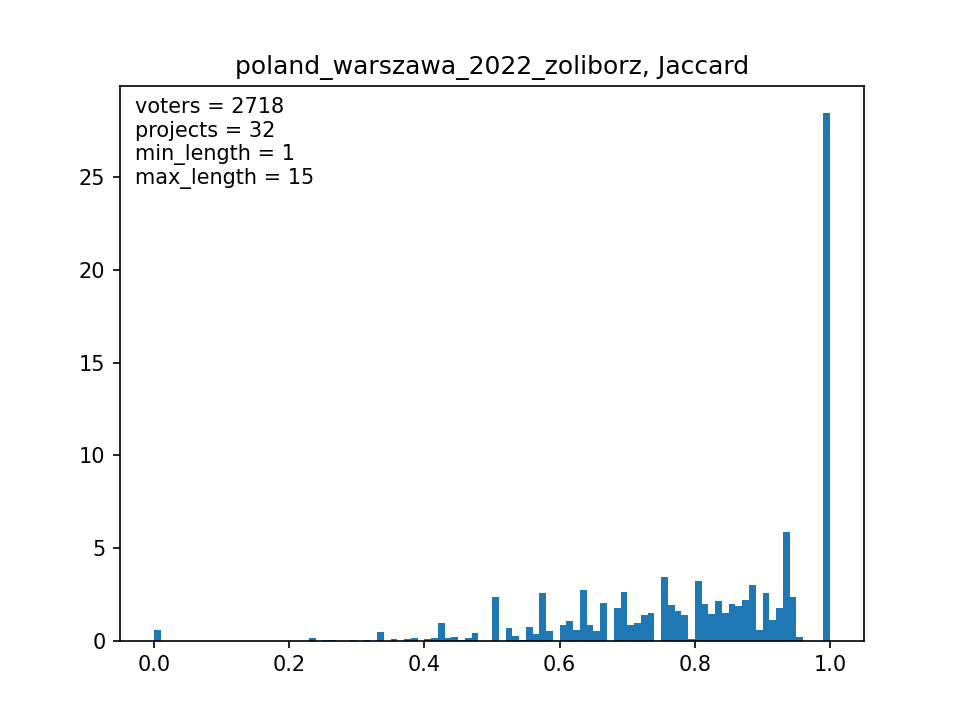 poland_warszawa_2022_zoliborz, Jaccard
voters = 2718
projects = 32
min_length = 1
max_length = 15
25
20
15
10
5
0
0.0 0.2 0.4 0.6 0.8 1.0